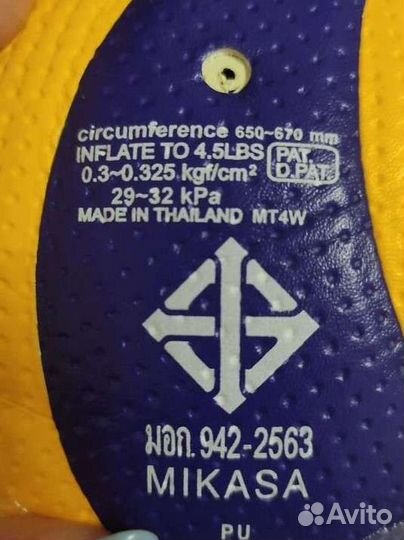 circumference 650~670 mm
INFLATE TO 4.5LBS PAT.
0.3~0.325 kgf/cm² D.PAT.
29~32 kPa
MADE IN THAILAND MT4W
มอก. 942-2563
MIKASA
PU
Avito